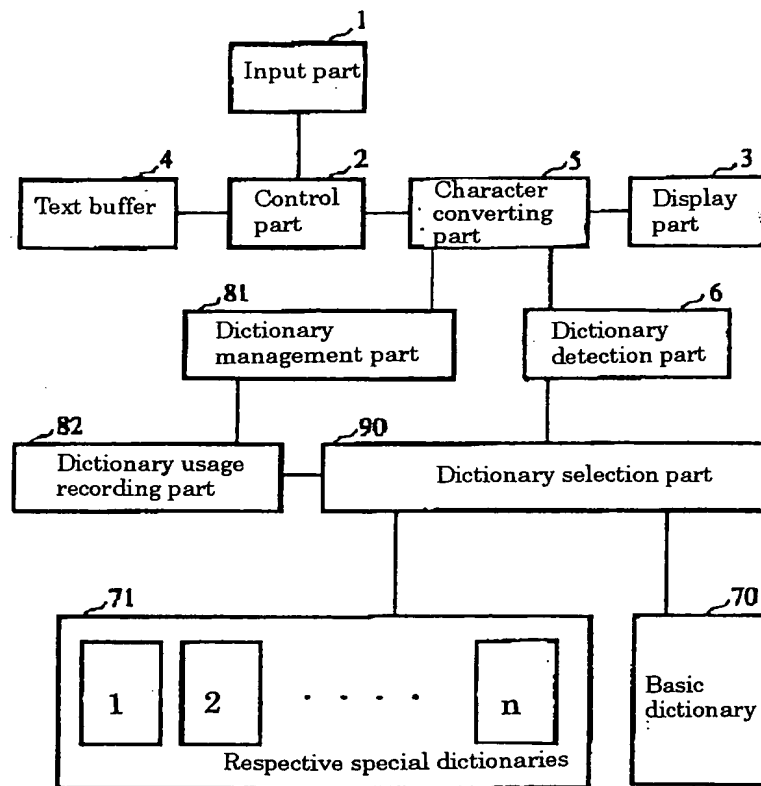 1
Input part
4
2
5
3
Text buffer
Control
part
Character
converting
part
Display
part
81
6
Dictionary
management part
Dictionary
detection part
82
90
Dictionary usage
recording part
Dictionary selection part
71
70
1
2
. . . .
n
Basic
dictionary
Respective special dictionaries